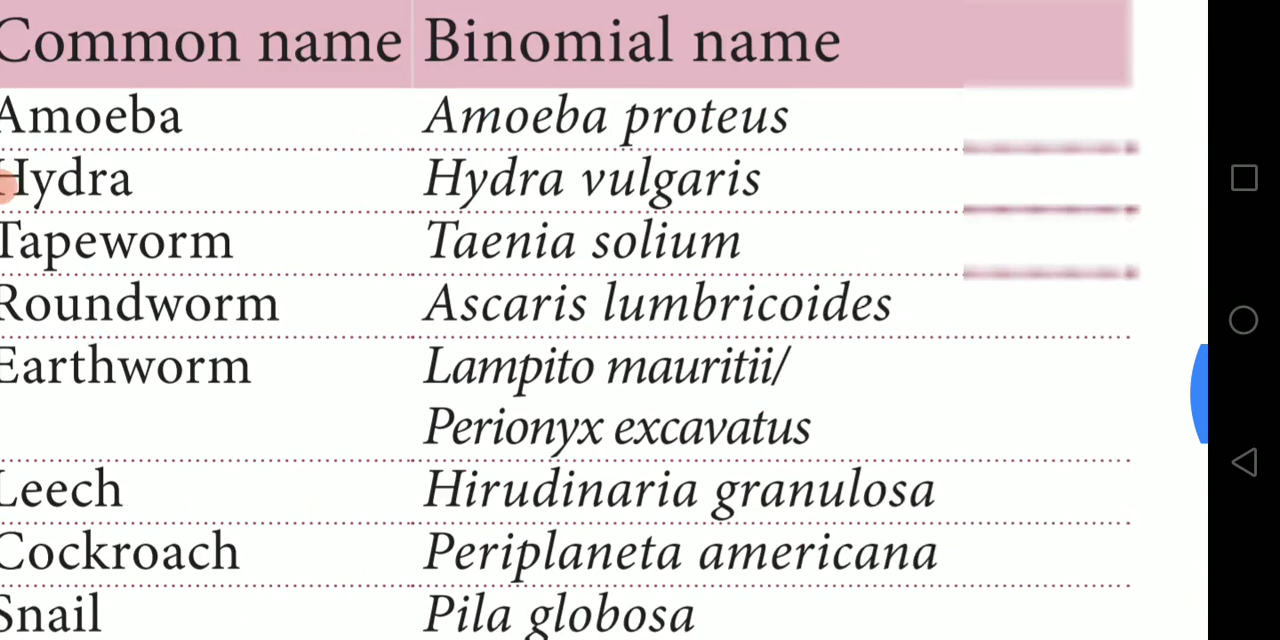 Common name Binomial name
Amoeba Amoeba proteus
Hydra Hydra vulgaris
Tapeworm Taenia solium
Roundworm Ascaris lumbricoides
Earthworm Lampito mauritii/
Perionyx excavatus
Leech Hirudinaria granulosa
Cockroach Periplaneta americana
Snail Pila globosa